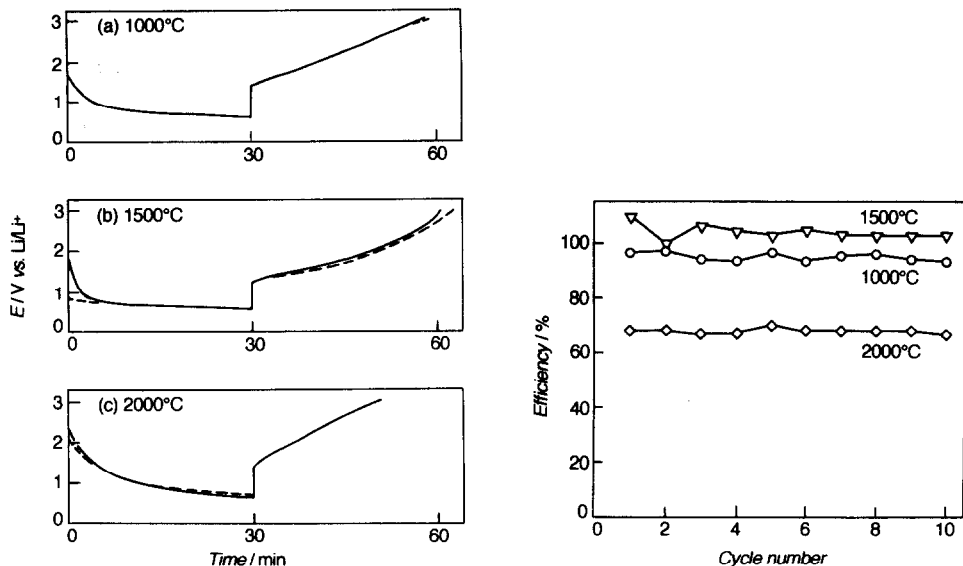 (a) 1000°C
3
2
1
0
0 30 60
(b) 1500°C
3
2
1
0
0 30 60
E / V vs. Li/Li+
(c) 2000°C
3
2
1
0
0 30 60
Time / min
1500°C
1000°C
2000°C
100
80
60
40
20
0
0 2 4 6 8 10
Efficiency / %
Cycle number